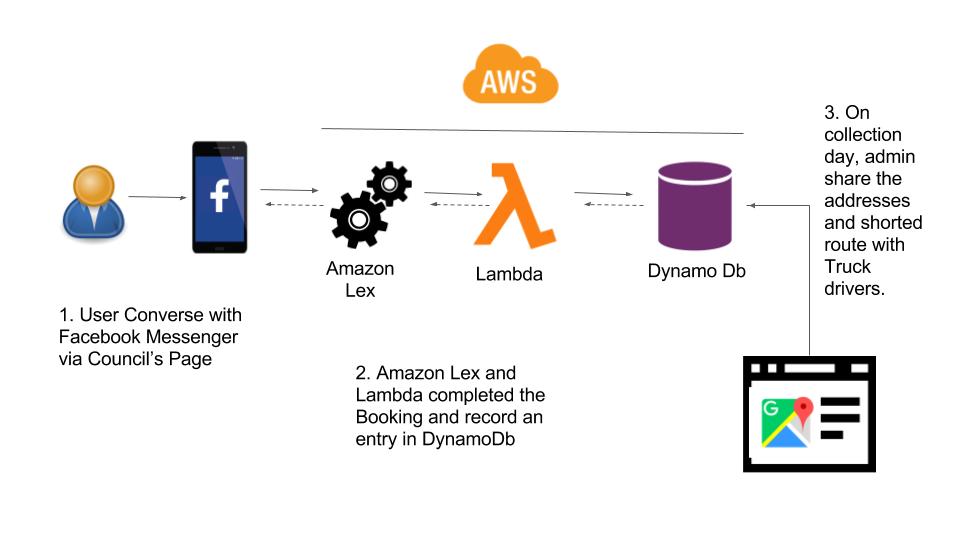 AWS
3. On
collection
day, admin
share the
addresses
and shorted
route with
Truck
drivers.
f
Amazon
Lex
Lambda
Dynamo Db
1. User Converse with
Facebook Messenger
via Council's Page
2. Amazon Lex and
Lambda completed the
Booking and record an
entry in DynamoDb
G